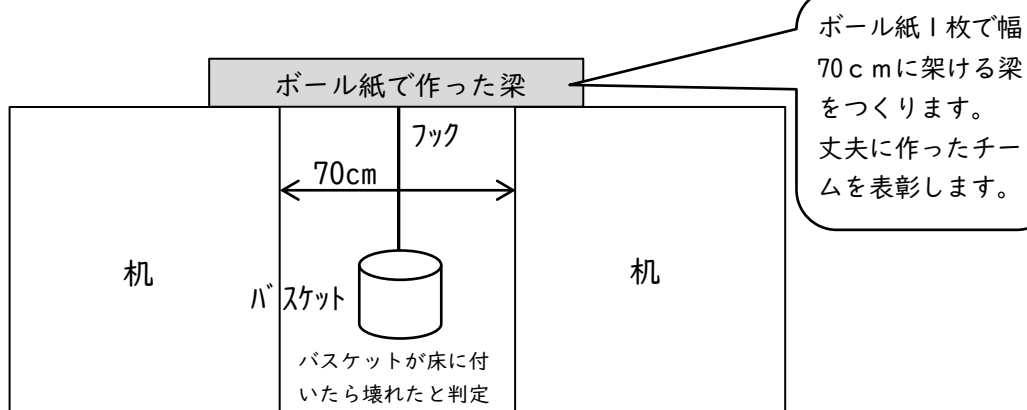 ボール紙で作った梁
フック
70cm
机
バスケット
机
バスケットが床に付
いたら壊れたと判定
ボール紙1枚で幅
70cmに架ける梁
をつくります。
丈夫に作ったチー
ムを表彰します。